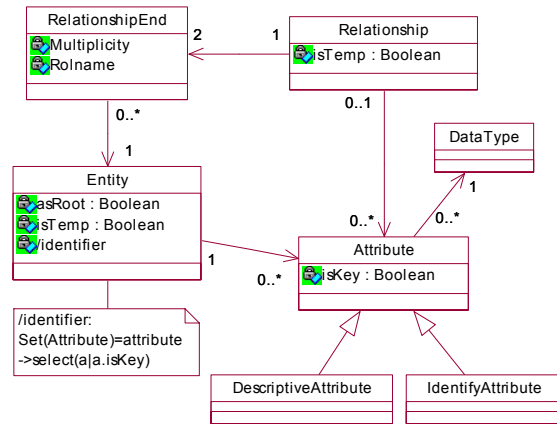 RelationshipEnd
Multiplicity
Rolname
2
1
Relationship
isTemp : Boolean
0..*
1
0..1
DataType
1
0..*
Entity
asRoot : Boolean
isTemp : Boolean
/identifier
1
0..*
0..*
Attribute
isKey : Boolean
/identifier:
Set(Attribute)=attribute
->select(a|a.isKey)
DescriptiveAttribute
IdentifyAttribute